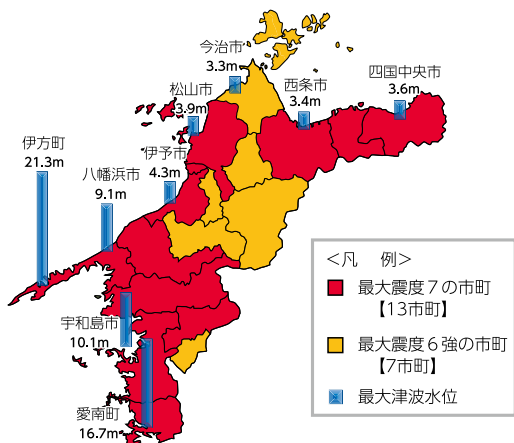 今治市
3.3m
松山市
3.9m
西条市
3.4m
四国中央市
3.6m
伊方町
21.3m
八幡浜市
9.1m
伊予市
4.3m
宇和島市
10.1m
愛南町
16.7m
＜凡　例＞
最大震度７の市町
【13市町】
最大震度６強の市町
【7市町】
最大津波水位